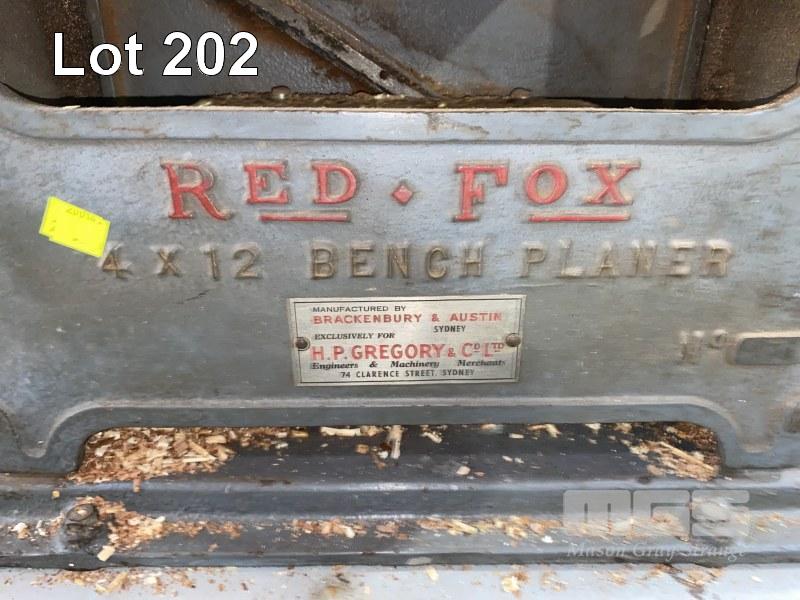 Lot 202
RED · FOX
4 X 12 BENCH PLANER
MANUFACTURED BY
BRACKENBURY & AUSTIN
SYDNEY
EXCLUSIVELY FOR
H.P. GREGORY & CO LTD
Engineers & Machinery Merchants
74 CLARENCE STREET, SYDNEY
No
MGS
Mason Gray Strange